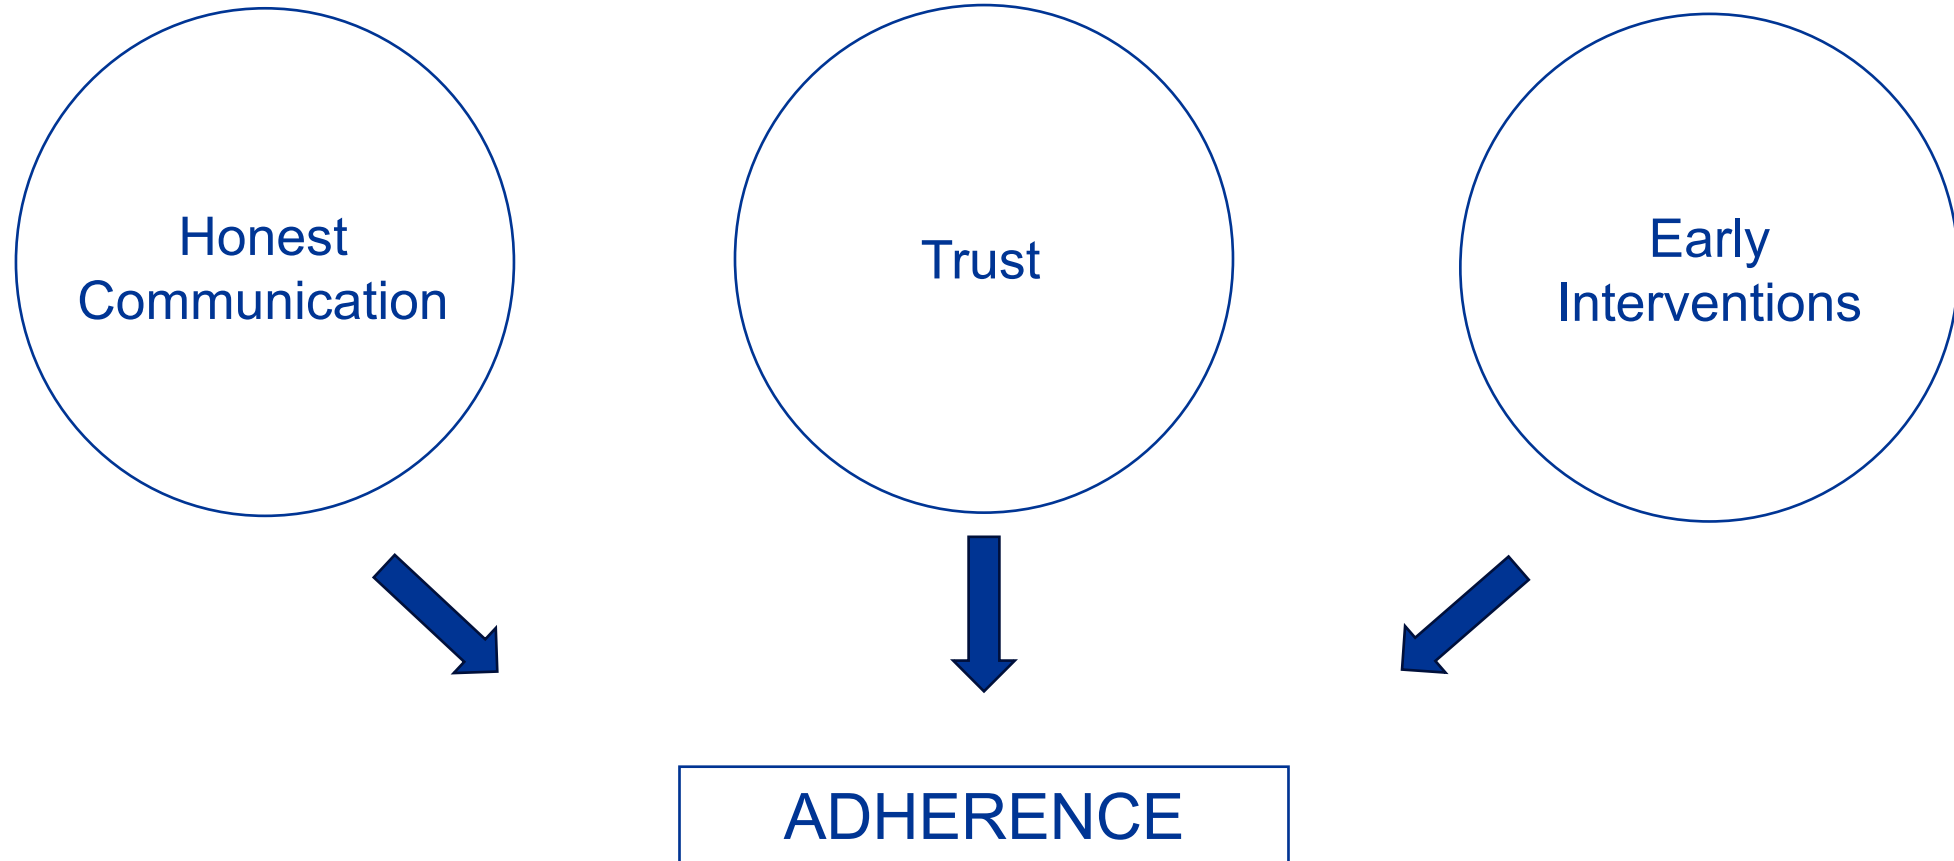 Honest
Communication
Trust
Early
Interventions
ADHERENCE